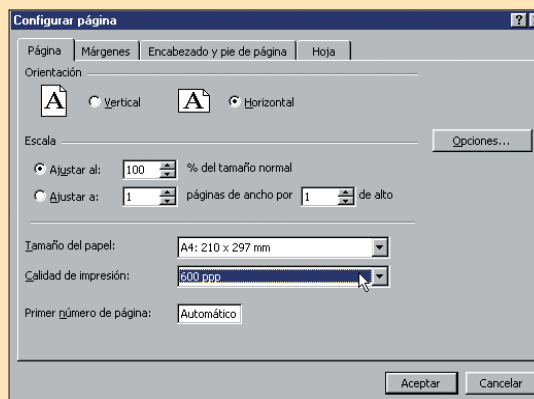 Configurar página
Página Márgenes Encabezado y pie de página Hoja
Orientación
A Vertical A Horizontal
Escala Opciones...
Ajustar al: 100 % del tamaño normal
Ajustar a: 1 páginas de ancho por 1 de alto
Tamaño del papel: A4: 210 x 297 mm
Calidad de impresión: 600 ppp
Primer número de página: Automático
Aceptar Cancelar